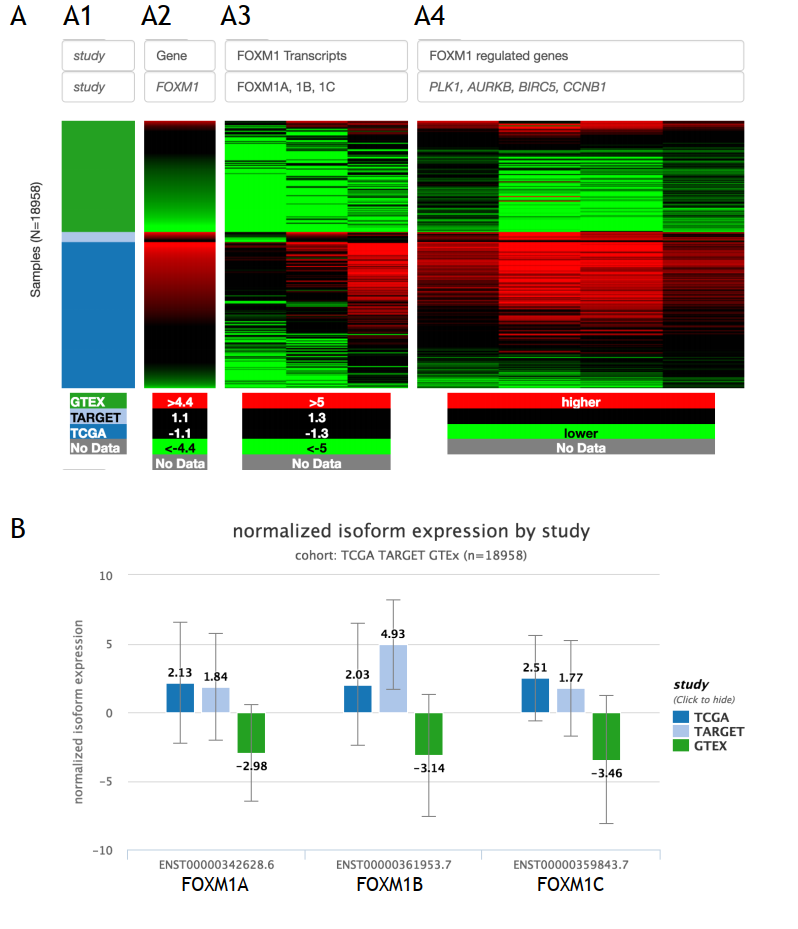 A A1 A2 A3 A4
study Gene FOXM1 Transcripts FOXM1 regulated genes
study FOXM1 FOXM1A, 1B, 1C PLK1, AURKB, BIRC5, CCNB1
Samples (N=18958)
GTEX >4.4 >5 higher
TARGET 1.1 1.3
TCGA -1.1 -1.3 lower
No Data <-4.4 <-5 No Data
No Data No Data
B
normalized isoform expression by study
cohort: TCGA TARGET GTEx (n=18958)
normalized isoform expression
10
5
0
−5
−10
2.13 1.84 −2.98
2.03 4.93 −3.14
2.51 1.77 −3.46
study
(Click to hide)
TCGA
TARGET
GTEX
ENST00000342628.6 ENST00000361953.7 ENST00000359843.7
FOXM1A FOXM1B FOXM1C